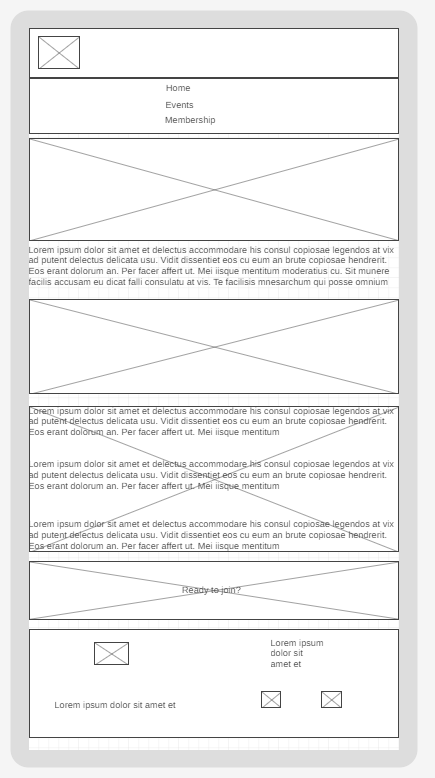 Home
Events
Membership
Lorem ipsum dolor sit amet et delectus accommodare his consul copiosae legendos at vix
ad putent delectus delicata usu. Vidit dissentiet eos cu eum an brute copiosae hendrerit.
Eos erant dolorum an. Per facer affert ut. Mei iisque mentitum moderatius cu. Sit munere
facilis accusam eu dicat falli consulatu at vis. Te facilisis mnesarchum qui posse omnium
Lorem ipsum dolor sit amet et delectus accommodare his consul copiosae legendos at vix
ad putent delectus delicata usu. Vidit dissentiet eos cu eum an brute copiosae hendrerit.
Eos erant dolorum an. Per facer affert ut. Mei iisque mentitum
Lorem ipsum dolor sit amet et delectus accommodare his consul copiosae legendos at vix
ad putent delectus delicata usu. Vidit dissentiet eos cu eum an brute copiosae hendrerit.
Eos erant dolorum an. Per facer affert ut. Mei iisque mentitum
Lorem ipsum dolor sit amet et delectus accommodare his consul copiosae legendos at vix
ad putent delectus delicata usu. Vidit dissentiet eos cu eum an brute copiosae hendrerit.
Eos erant dolorum an. Per facer affert ut. Mei iisque mentitum
Ready to join?
Lorem ipsum
dolor sit
amet et
Lorem ipsum dolor sit amet et